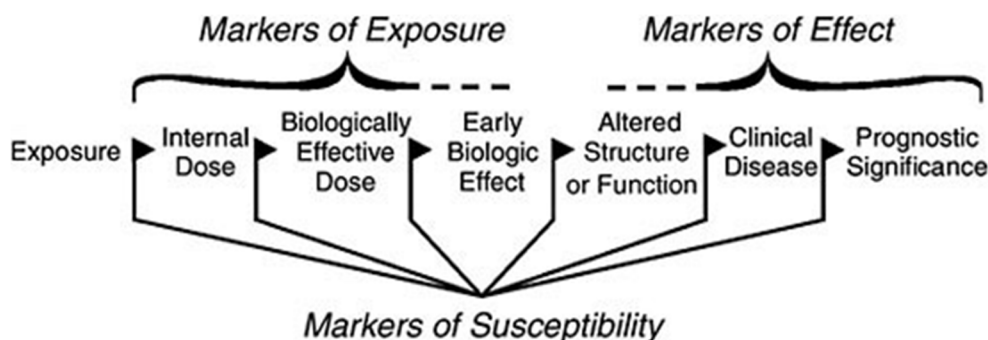 Markers of Exposure
Markers of Effect
Exposure
Internal
Dose
Biologically
Effective
Dose
Early
Biologic
Effect
Altered
Structure
or Function
Clinical
Disease
Prognostic
Significance
Markers of Susceptibility